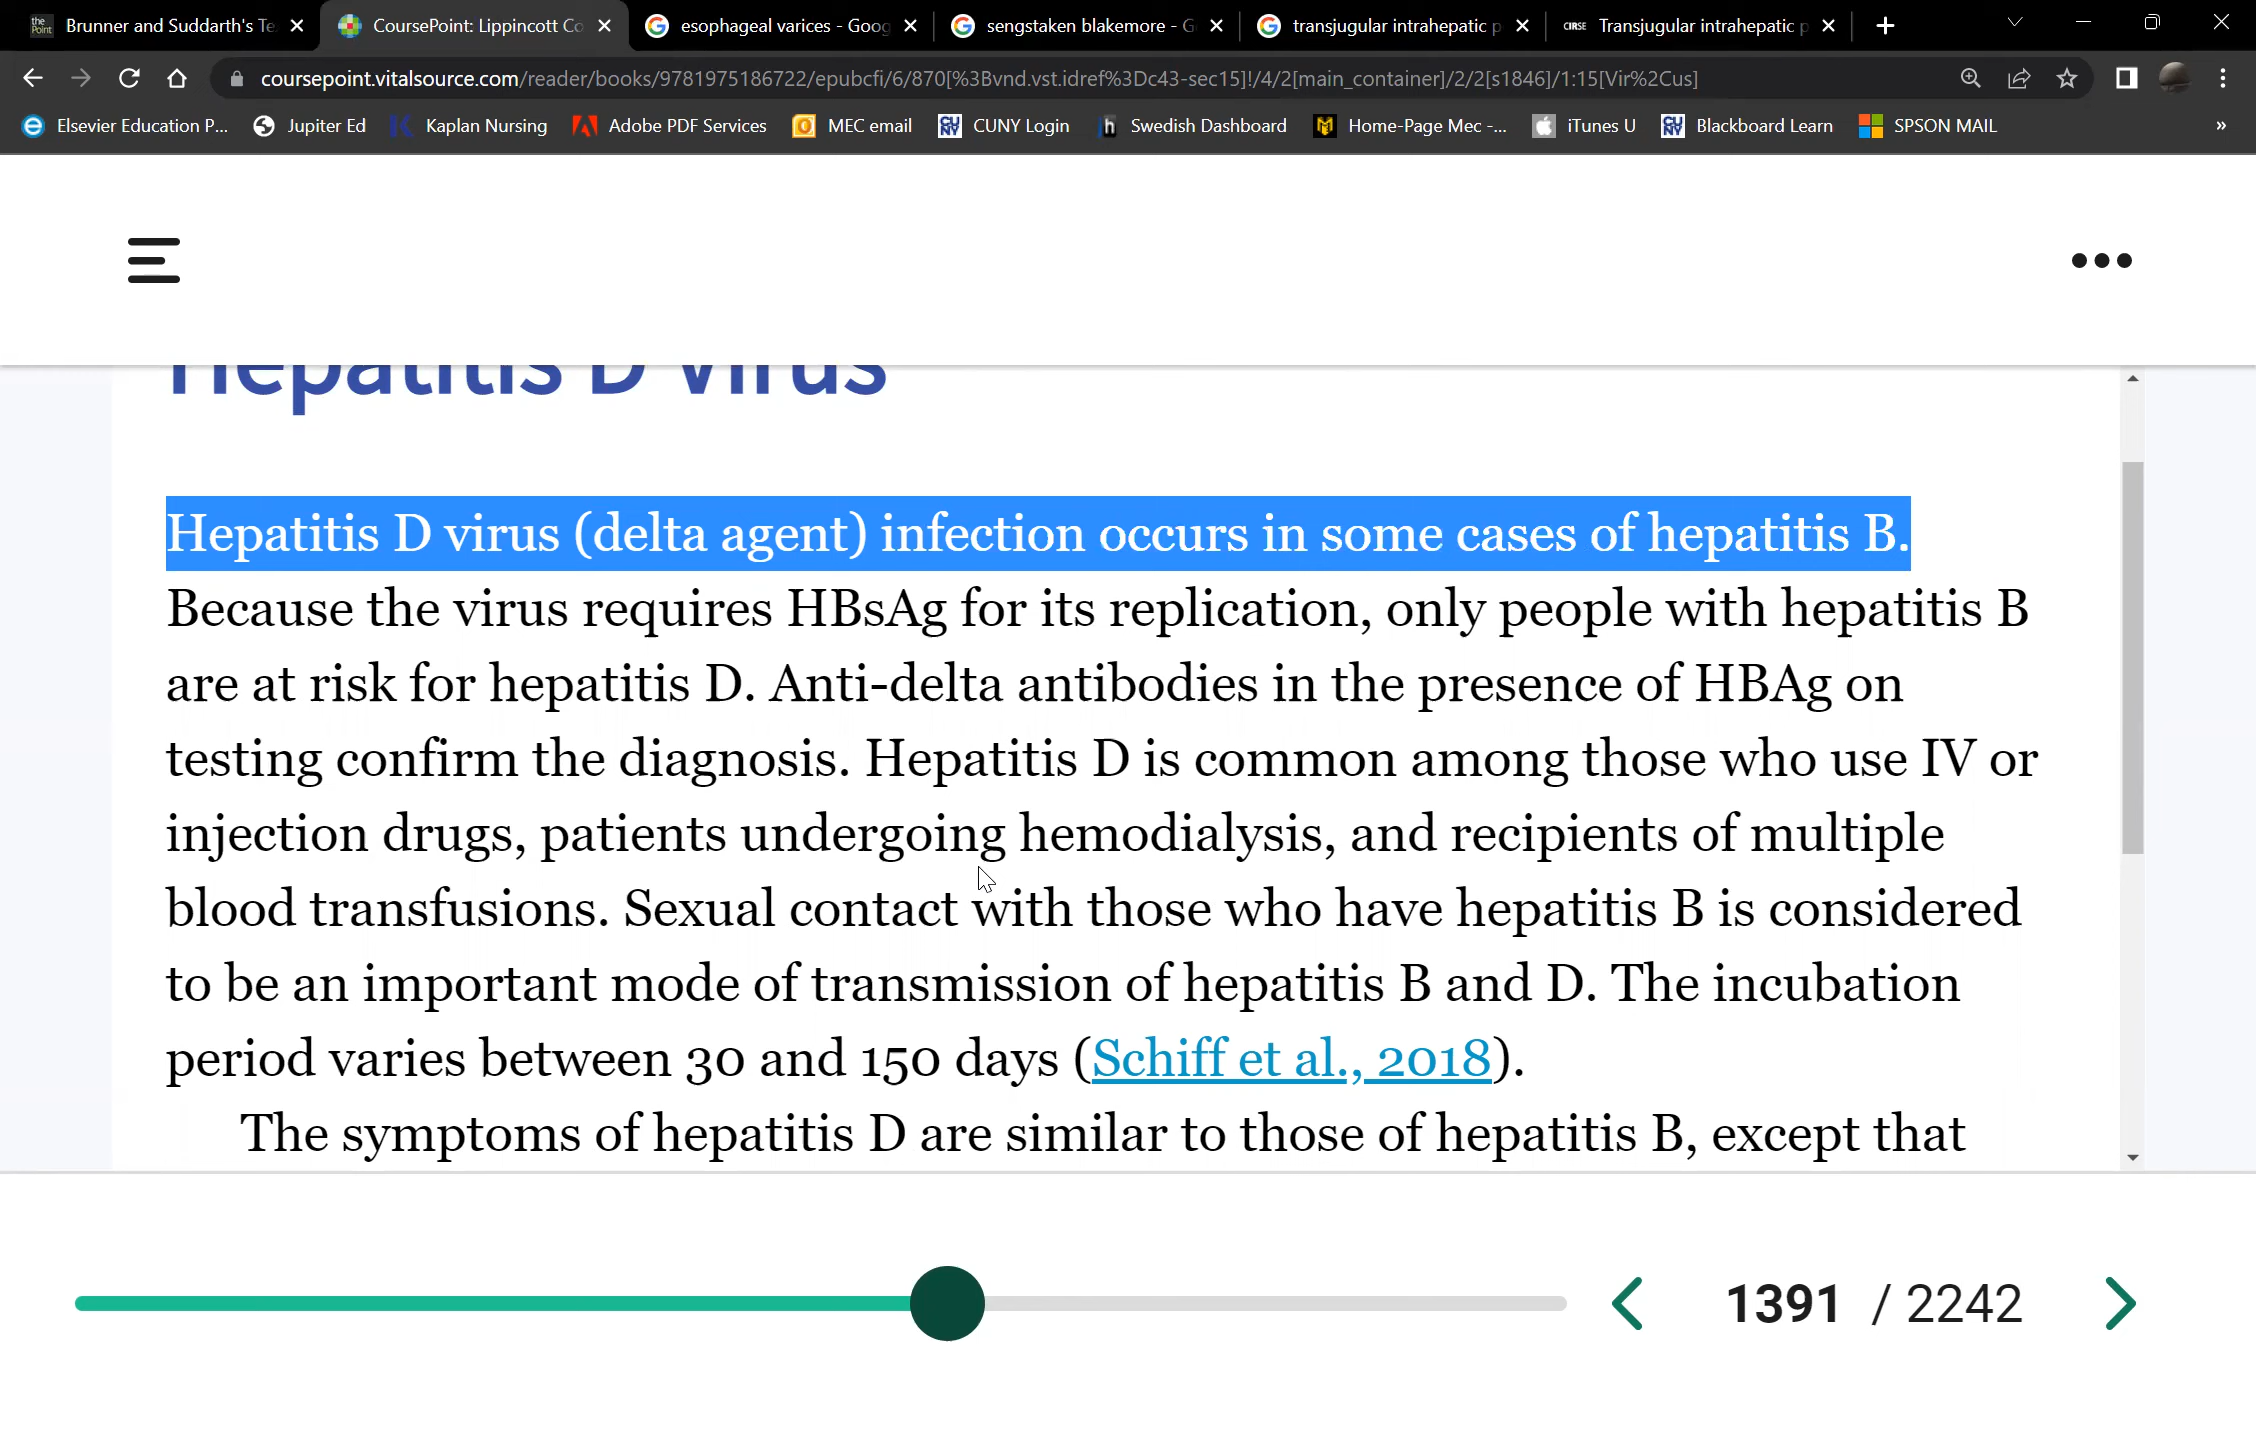 the Point
Brunner and Suddarth's Te
CoursePoint: Lippincott Co
esophageal varices - Goog
sengstaken blakemore - G
transjugular intrahepatic p
CIRSE
Transjugular intrahepatic p
coursepoint.vitalsource.com/reader/books/9781975186722/epubcfi/6/870[%3Bvnd.vst.idref%3Dc43-sec15]!/4/2[main_container]/2/2[s1846]/1:15[Vir%2Cus]
Elsevier Education P...
Jupiter Ed
Kaplan Nursing
Adobe PDF Services
MEC email
CUNY Login
Swedish Dashboard
Home-Page Mec -...
iTunes U
Blackboard Learn
SPSON MAIL
»
Hepatitis D Virus
Hepatitis D virus (delta agent) infection occurs in some cases of hepatitis B.
Because the virus requires HBsAg for its replication, only people with hepatitis B
are at risk for hepatitis D. Anti-delta antibodies in the presence of HBAg on
testing confirm the diagnosis. Hepatitis D is common among those who use IV or
injection drugs, patients undergoing hemodialysis, and recipients of multiple
blood transfusions. Sexual contact with those who have hepatitis B is considered
to be an important mode of transmission of hepatitis B and D. The incubation
period varies between 30 and 150 days (Schiff et al., 2018).
The symptoms of hepatitis D are similar to those of hepatitis B, except that
1391 / 2242